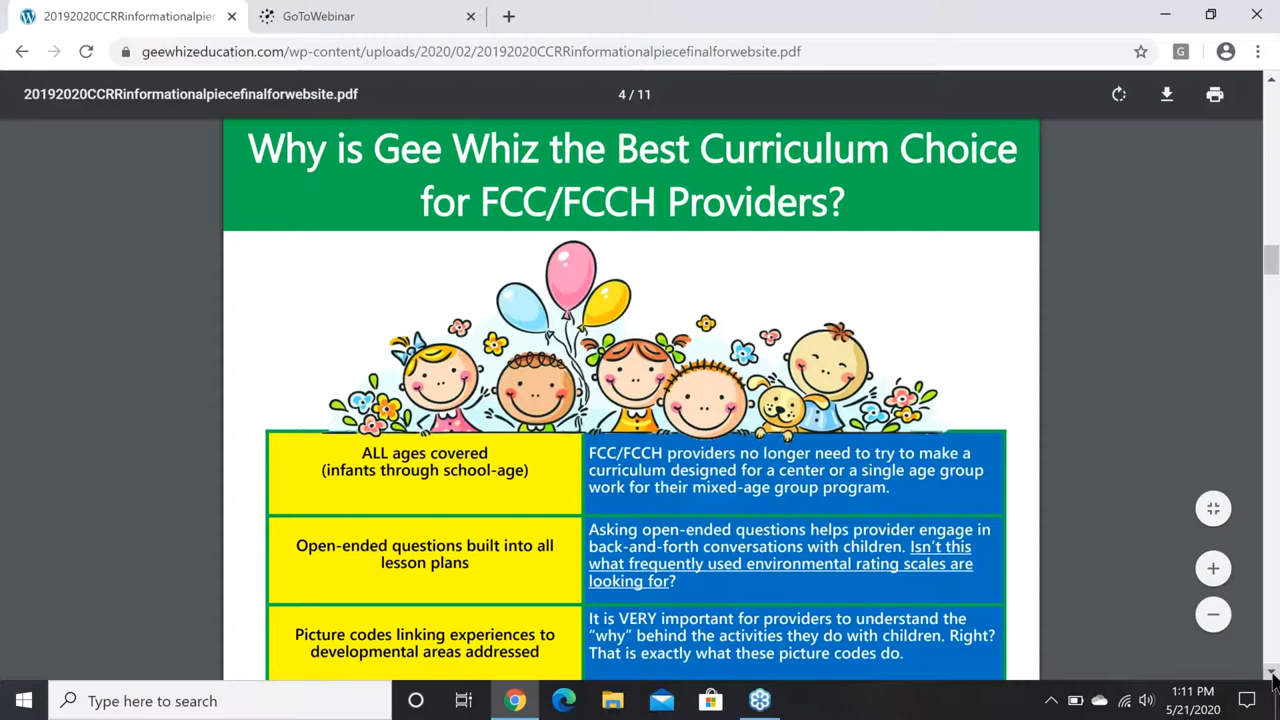 20192020CCRRinformationalpiec
GoToWebinar
geewhizeducation.com/wp-content/uploads/2020/02/20192020CCRRinformationalpiecefinalforwebsite.pdf
G
20192020CCRRinformationalpiecefinalforwebsite.pdf
4 / 11
Why is Gee Whiz the Best Curriculum Choice
for FCC/FCCH Providers?
ALL ages covered
(infants through school-age)
FCC/FCCH providers no longer need to try to make a
curriculum designed for a center or a single age group
work for their mixed-age group program.
Open-ended questions built into all
lesson plans
Asking open-ended questions helps provider engage in
back-and-forth conversations with children. Isn't this
what frequently used environmental rating scales are
looking for?
Picture codes linking experiences to
developmental areas addressed
It is VERY important for providers to understand the
“why” behind the activities they do with children. Right?
That is exactly what these picture codes do.
Type here to search
1:11 PM
5/21/2020